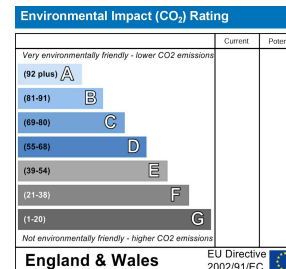 Environmental Impact (CO₂) Rating
Current Poter
Very environmentally friendly - lower CO2 emissions
(92 plus) A
(81-91) B
(69-80) C
(55-68) D
(39-54) E
(21-38) F
(1-20) G
Not environmentally friendly - higher CO2 emissions
England & Wales
EU Directive
2002/91/EC